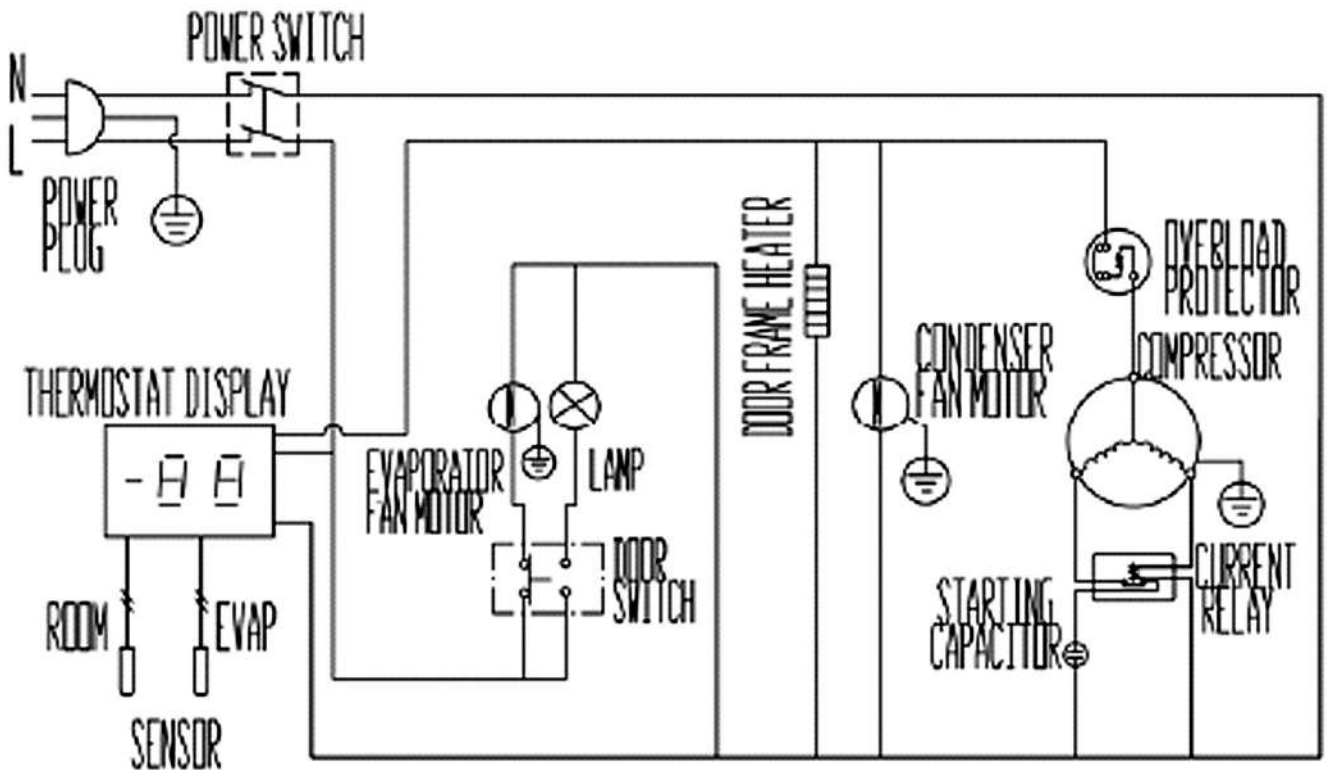 POWER SWITCH
N
L
POWER
PLUG
DOOR FRAME HEATER
OVERLOAD
PROTECTOR
COMPRESSOR
CONDENSER
FAN MOTOR
THERMOSTAT DISPLAY
-88
EVAPORATOR
FAN MOTOR
LAMP
DOOR
SWITCH
ROOM
EVAP
SENSOR
STARTING
CAPACITOR
CURRENT
RELAY